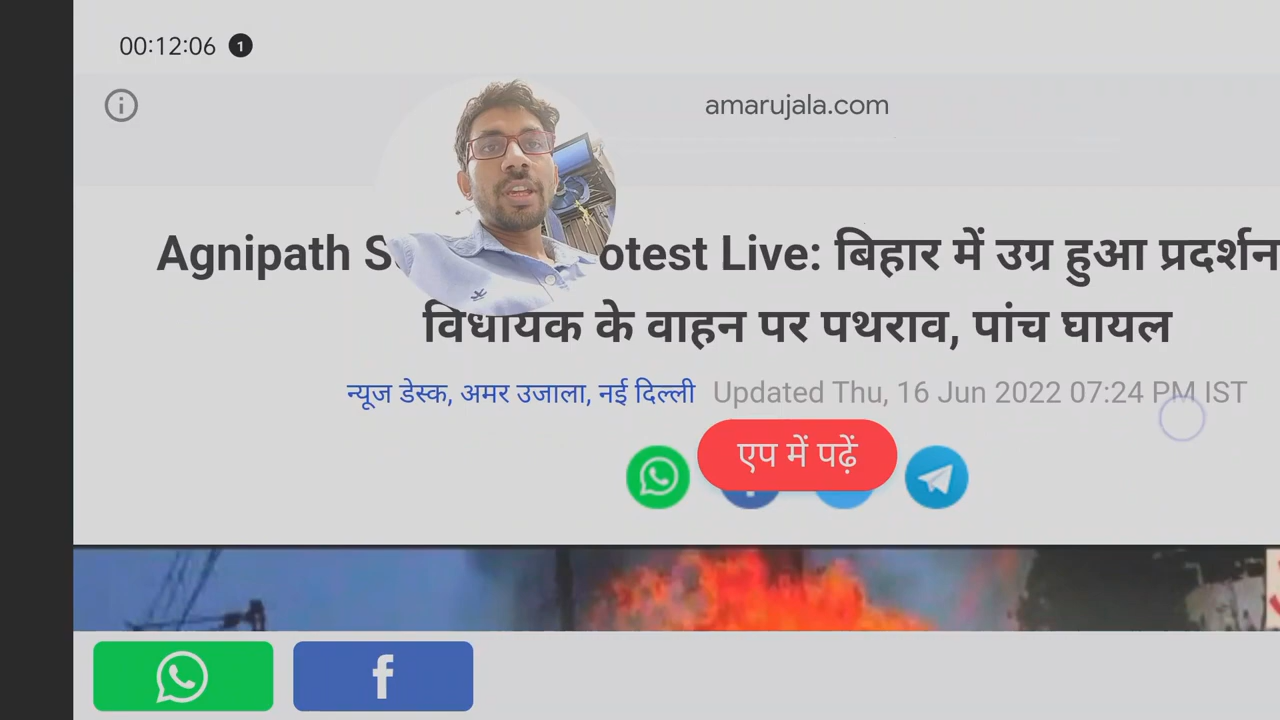 00:12:06 1
amarujala.com
Agnipath otest Live: बिहार में उग्र हुआ प्रदर्शन
विधायक के वाहन पर पथराव, पांच घायल
न्यूज डेस्क, अमर उजाला, नई दिल्ली Updated Thu, 16 Jun 2022 07:24 PM IST
एप में पढ़ें